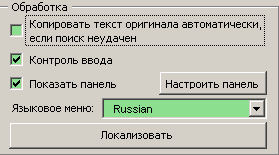 Обработка
Копировать текст оригинала автоматически,
если поиск неудачен
Контроль ввода
Показать панель Настроить панель
Языковое меню: Russian
Локализовать